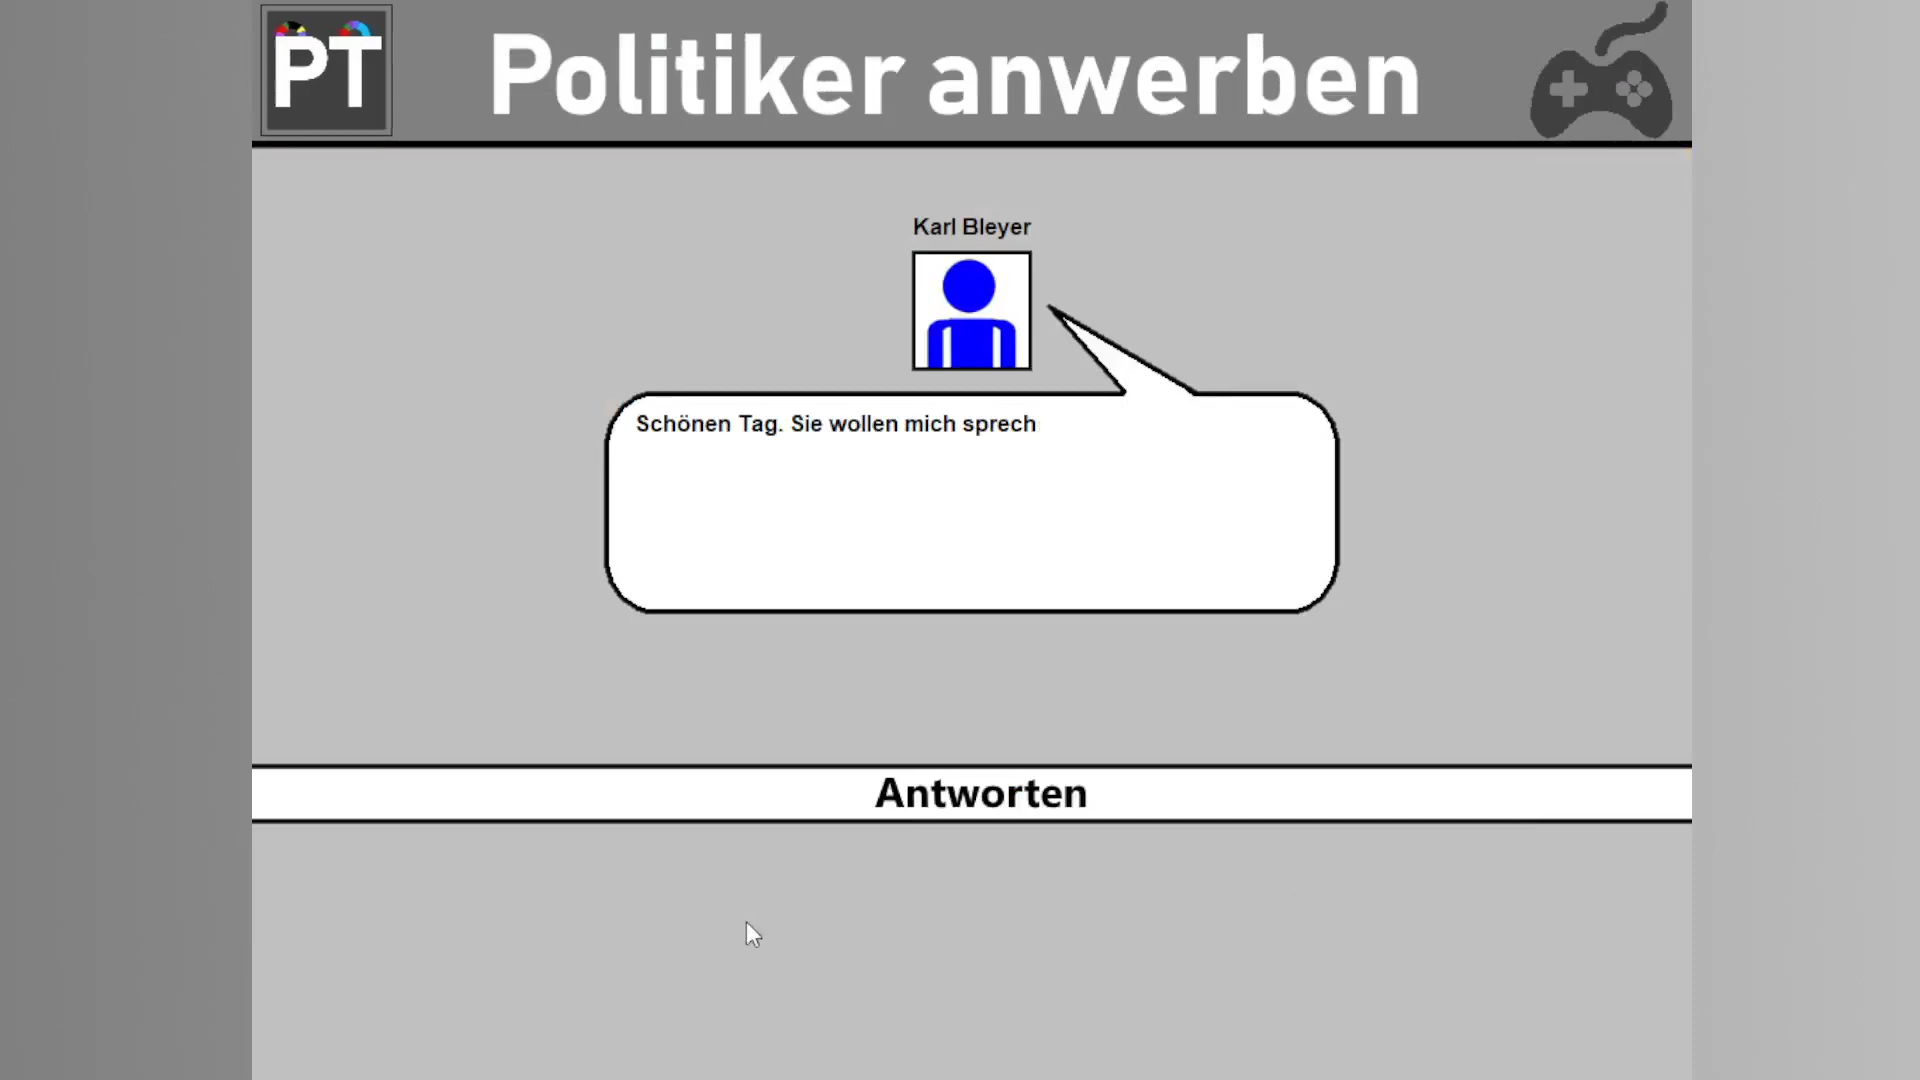 PT
Politiker anwerben
Karl Bleyer
Schönen Tag. Sie wollen mich sprech
Antworten